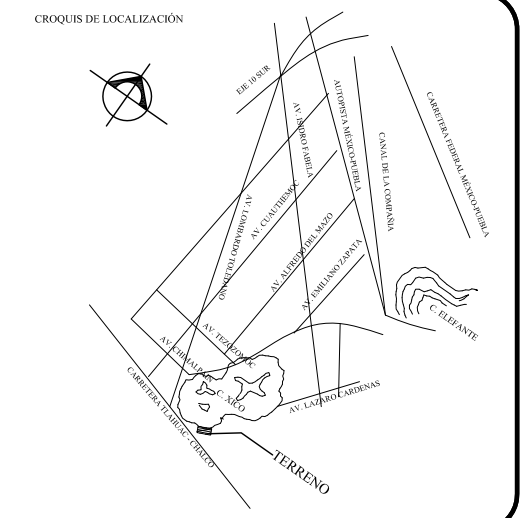 CROQUIS DE LOCALIZACIÓN
EJE 10 SUR
AV. ISIDRO FABELA
AUTOPISTA MÉXICO-PUEBLA
CANAL DE LA COMPAÑIA
CARRETERA FEDERAL MÉXICO-PUEBLA
AV. LOMBARDO TOLEDANO
AV. CUAUTHEMOC
AV. ALFREDO DEL MAZO
AV. EMILIANO ZAPATA
C. ELEFANTE
AV. TEZOZOMOC
AV. CHIMALPAIN
C. XICO
AV. LAZARO CARDENAS
CARRETERA TLAHUAC - CHALCO
TERRENO